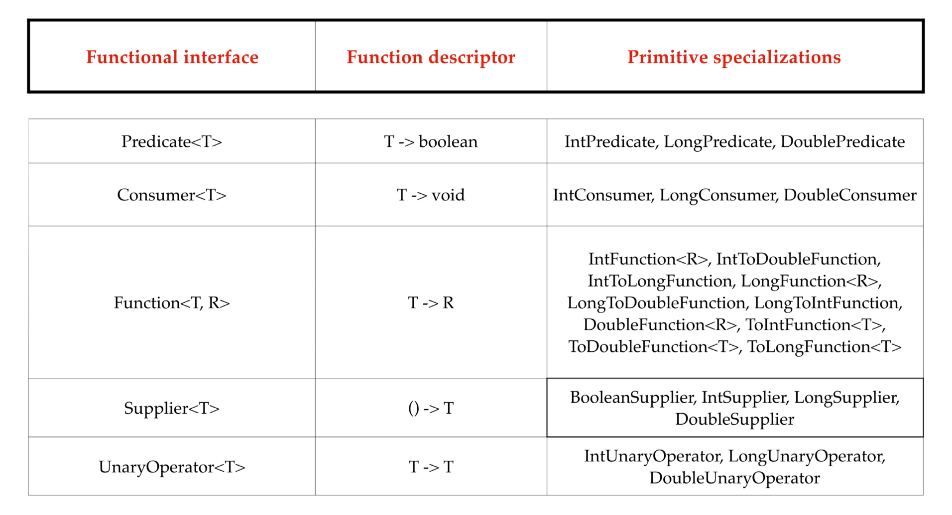 Functional interface
Function descriptor
Primitive specializations
Predicate<T>
T -> boolean
IntPredicate, LongPredicate, DoublePredicate
Consumer<T>
T -> void
IntConsumer, LongConsumer, DoubleConsumer
Function<T, R>
T -> R
IntFunction<R>, IntToDoubleFunction,
IntToLongFunction, LongFunction<R>,
LongToDoubleFunction, LongToIntFunction,
DoubleFunction<R>, ToIntFunction<T>,
ToDoubleFunction<T>, ToLongFunction<T>
Supplier<T>
() -> T
BooleanSupplier, IntSupplier, LongSupplier,
DoubleSupplier
UnaryOperator<T>
T -> T
IntUnaryOperator, LongUnaryOperator,
DoubleUnaryOperator